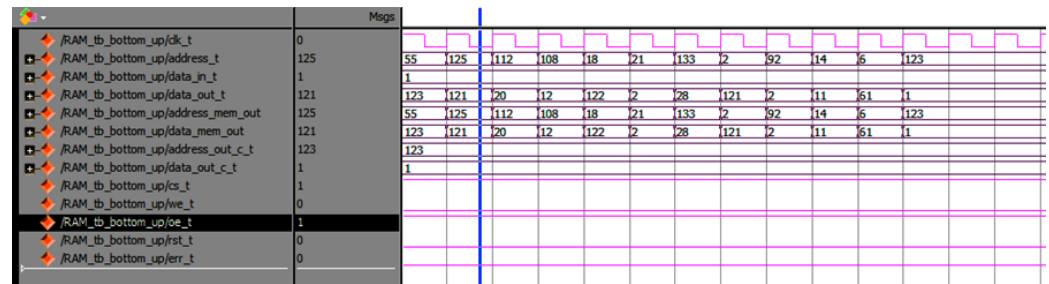 Msgs
/RAM_tb_bottom_up/clk_t 0
/RAM_tb_bottom_up/address_t 125 55 125 112 108 18 21 133 2 92 14 6 123
/RAM_tb_bottom_up/data_in_t 1 1
/RAM_tb_bottom_up/data_out_t 121 123 121 20 12 122 2 28 121 2 11 61 1
/RAM_tb_bottom_up/address_mem_out 125 55 125 112 108 18 21 133 2 92 14 6 123
/RAM_tb_bottom_up/data_mem_out 121 123 121 20 12 122 2 28 121 2 11 61 1
/RAM_tb_bottom_up/address_out_c_t 123 123
/RAM_tb_bottom_up/data_out_c_t 1 1
/RAM_tb_bottom_up/cs_t 1
/RAM_tb_bottom_up/we_t 0
/RAM_tb_bottom_up/oe_t 1
/RAM_tb_bottom_up/rst_t 0
/RAM_tb_bottom_up/err_t 0